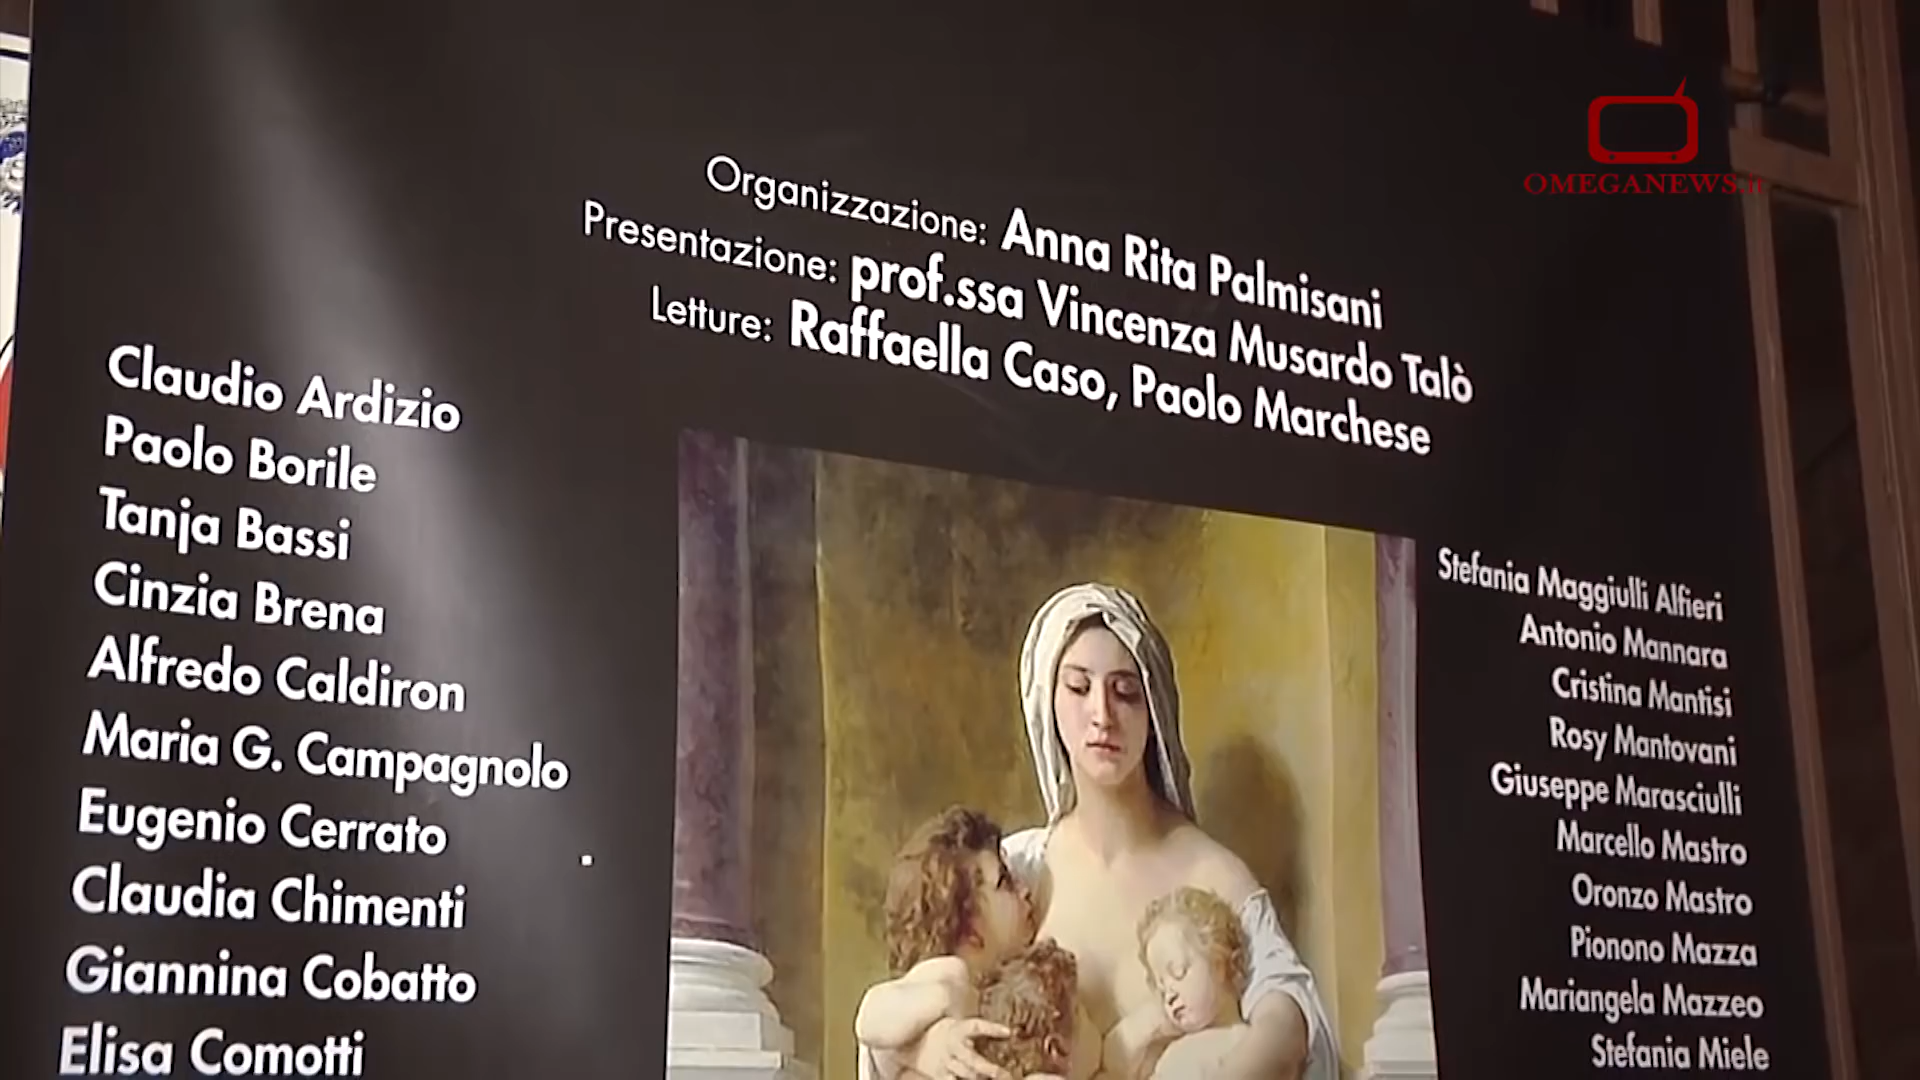 OMEGANEWS.it
Organizzazione: Anna Rita Palmisani
Presentazione: prof.ssa Vincenza Musardo Talò
Letture: Raffaella Caso, Paolo Marchese
Claudio Ardizio
Paolo Borile
Tanja Bassi
Cinzia Brena
Alfredo Caldiron
Maria G. Campagnolo
Eugenio Cerrato
Claudia Chimenti
Giannina Cobatto
Elisa Comotti
Stefania Maggiulli Alfieri
Antonio Mannara
Cristina Mantisi
Rosy Mantovani
Giuseppe Marasciulli
Marcello Mastro
Oronzo Mastro
Pionono Mazza
Mariangela Mazzeo
Stefania Miele